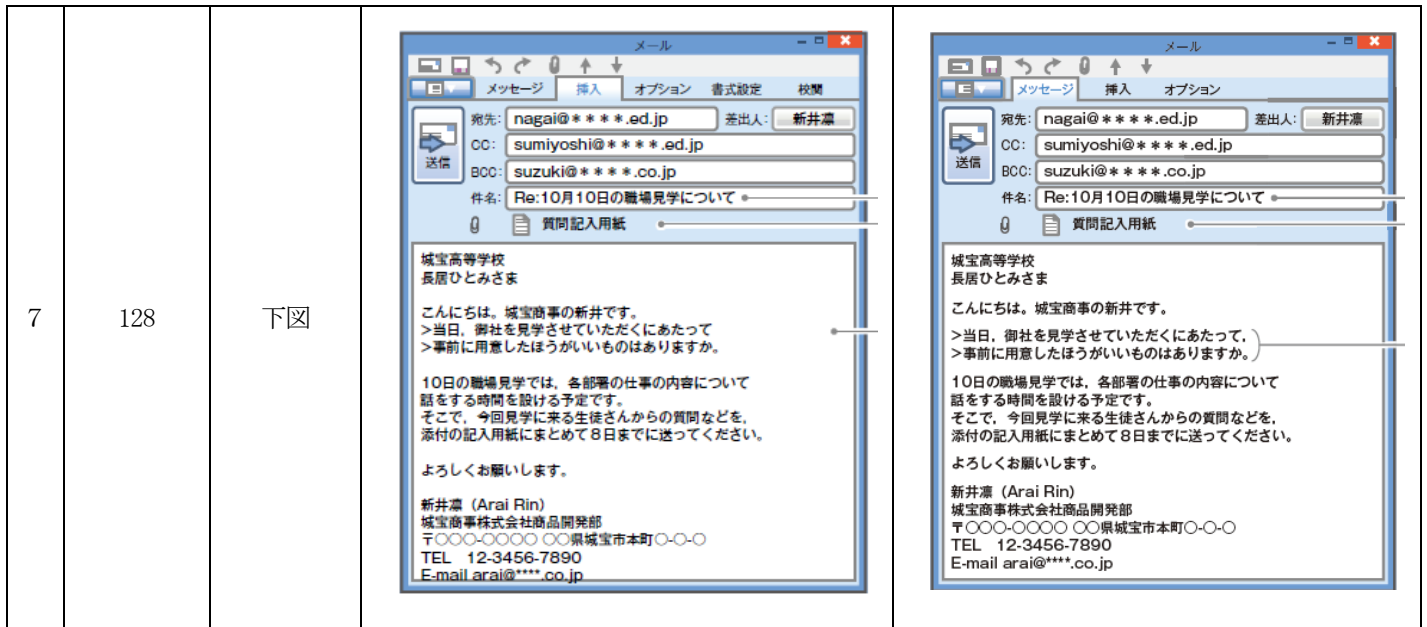 7
128
下図
メール
メッセージ 挿入 オプション 書式設定 校閲
宛先: nagai@＊＊＊＊.ed.jp 差出人: 新井凛
CC: sumiyoshi@＊＊＊＊.ed.jp
送信
BCC: suzuki@＊＊＊＊.co.jp
件名: Re:10月10日の職場見学について
質問記入用紙
城宝高等学校
長居ひとみさま
こんにちは。城宝商事の新井です。
>当日，御社を見学させていただくにあたって
>事前に用意したほうがいいものはありますか。
10日の職場見学では，各部署の仕事の内容について
話をする時間を設ける予定です。
そこで，今回見学に来る生徒さんからの質問などを，
添付の記入用紙にまとめて8日までに送ってください。
よろしくお願いします。
新井凛（Arai Rin）
城宝商事株式会社商品開発部
〒○○○-○○○○ ○○県城宝市本町○-○-○
TEL 12-3456-7890
E-mail arai@****.co.jp
メール
メッセージ 挿入 オプション
宛先: nagai@＊＊＊＊.ed.jp 差出人: 新井凛
CC: sumiyoshi@＊＊＊＊.ed.jp
送信
BCC: suzuki@＊＊＊＊.co.jp
件名: Re:10月10日の職場見学について
質問記入用紙
城宝高等学校
長居ひとみさま
こんにちは。城宝商事の新井です。
>当日，御社を見学させていただくにあたって，
>事前に用意したほうがいいものはありますか。
10日の職場見学では，各部署の仕事の内容について
話をする時間を設ける予定です。
そこで，今回見学に来る生徒さんからの質問などを，
添付の記入用紙にまとめて8日までに送ってください。
よろしくお願いします。
新井凛（Arai Rin）
城宝商事株式会社商品開発部
〒○○○-○○○○ ○○県城宝市本町○-○-○
TEL 12-3456-7890
E-mail arai@****.co.jp